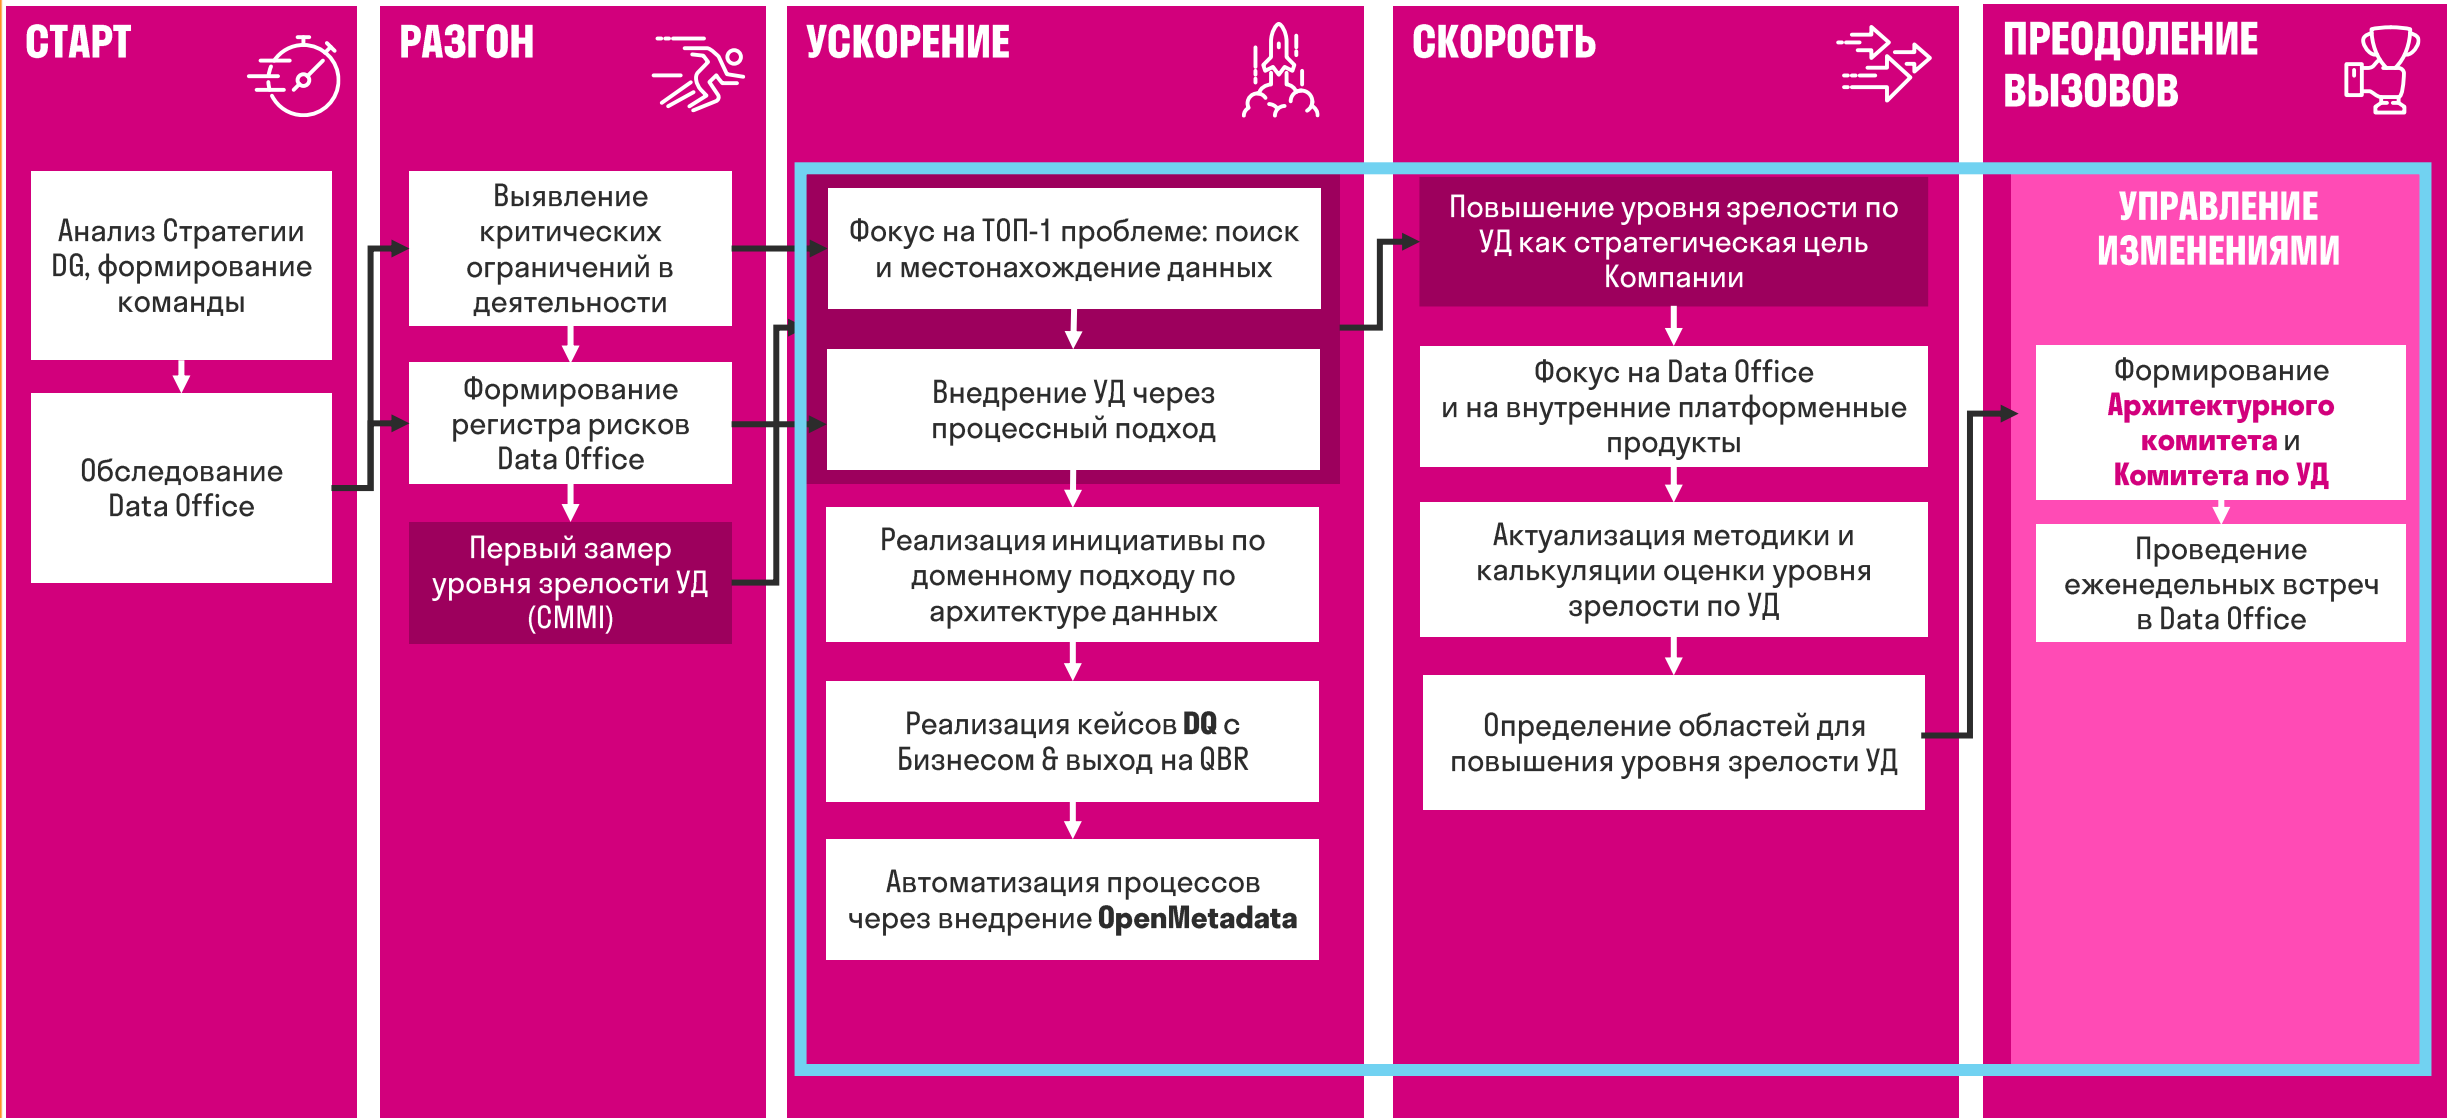 СТАРТ
Анализ Стратегии
DG, формирование
команды
Обследование
Data Office
РАЗГОН
Выявление
критических
ограничений в
деятельности
Формирование
регистра рисков
Data Office
Первый замер
уровня зрелости УД
(CMMI)
УСКОРЕНИЕ
Фокус на ТОП-1 проблеме: поиск
и местонахождение данных
Внедрение УД через
процессный подход
Реализация инициативы по
доменному подходу по
архитектуре данных
Реализация кейсов DQ с
Бизнесом & выход на QBR
Автоматизация процессов
через внедрение OpenMetadata
СКОРОСТЬ
Повышение уровня зрелости по
УД как стратегическая цель
Компании
Фокус на Data Office
и на внутренние платформенные
продукты
Актуализация методики и
калькуляции оценки уровня
зрелости по УД
Определение областей для
повышения уровня зрелости УД
ПРЕОДОЛЕНИЕ
ВЫЗОВОВ
УПРАВЛЕНИЕ
ИЗМЕНЕНИЯМИ
Формирование
Архитектурного
комитета и
Комитета по УД
Проведение
еженедельных встреч
в Data Office